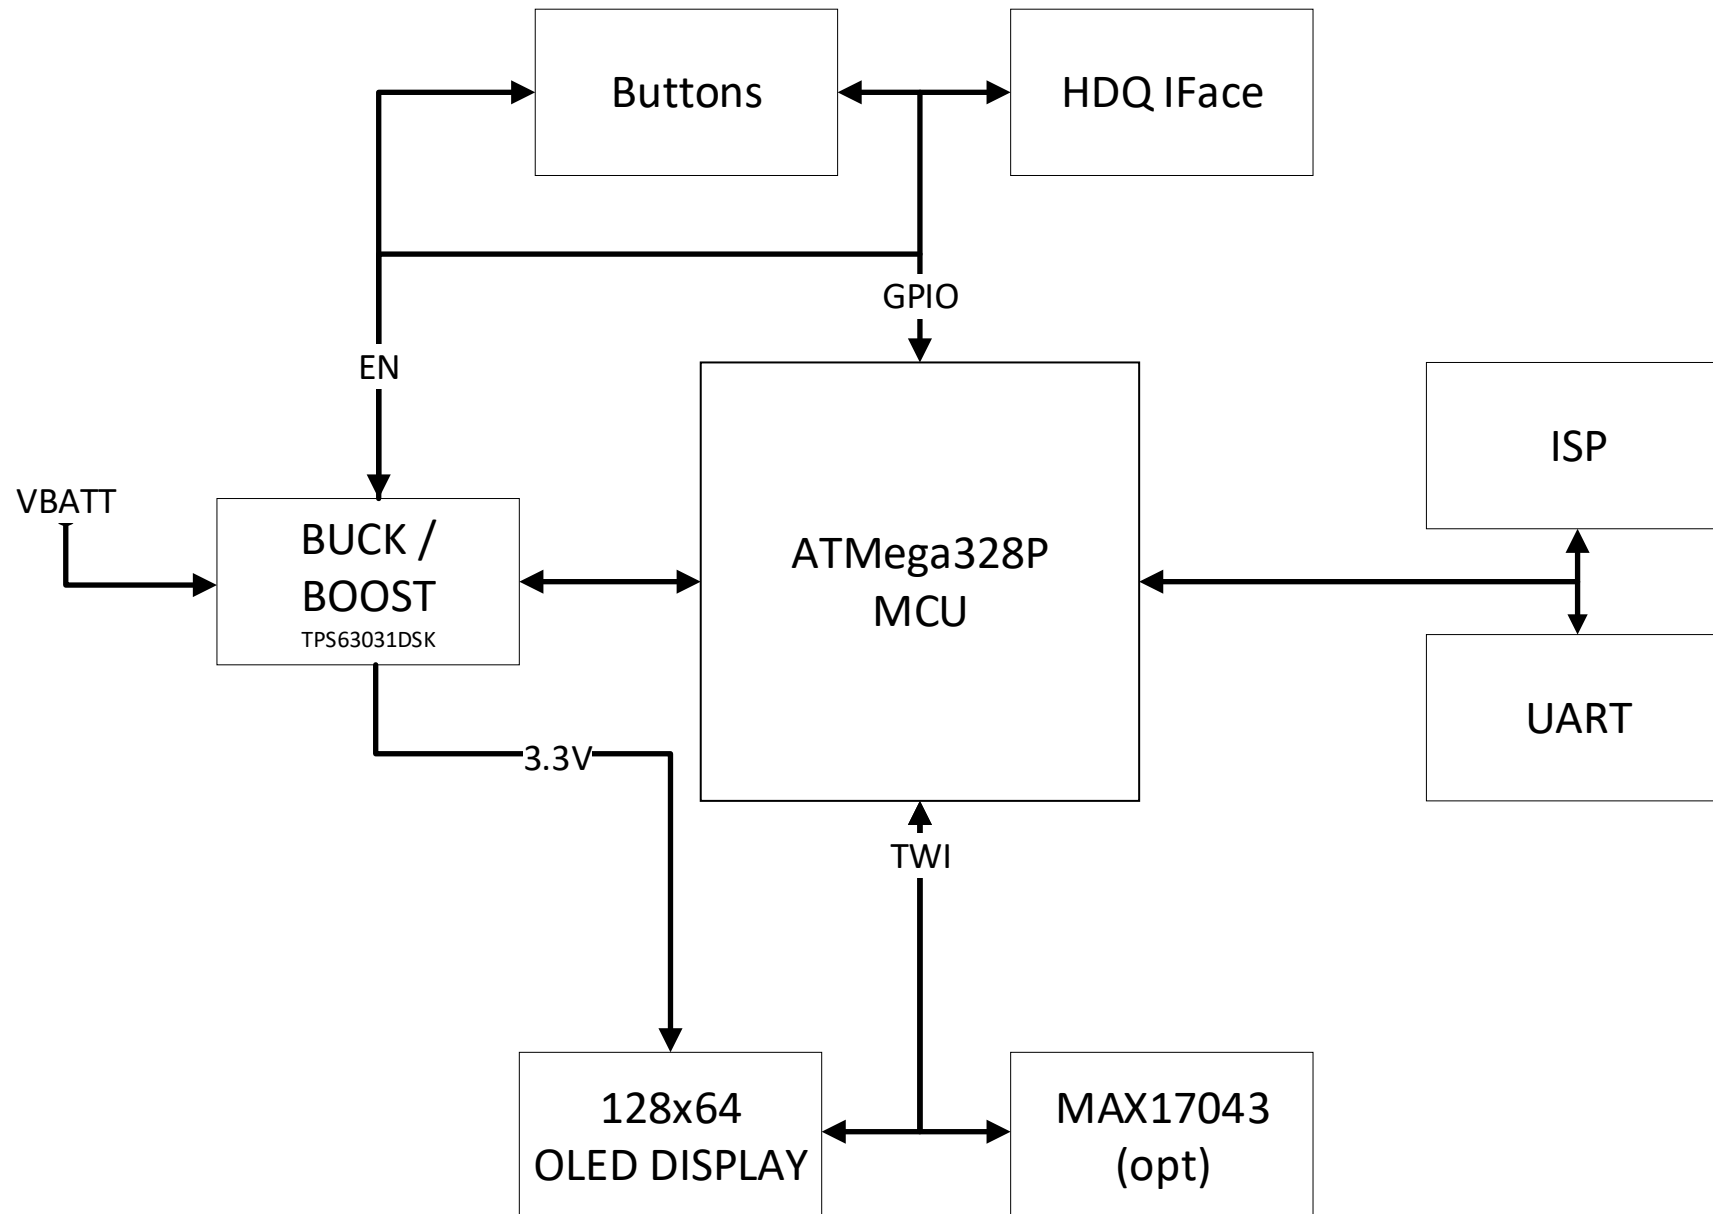 Buttons
HDQ IFace
GPIO
EN
VBATT
BUCK /
BOOST
TPS63031DSK
ATMega328P
MCU
ISP
UART
3.3V
TWI
128x64
OLED DISPLAY
MAX17043
(opt)